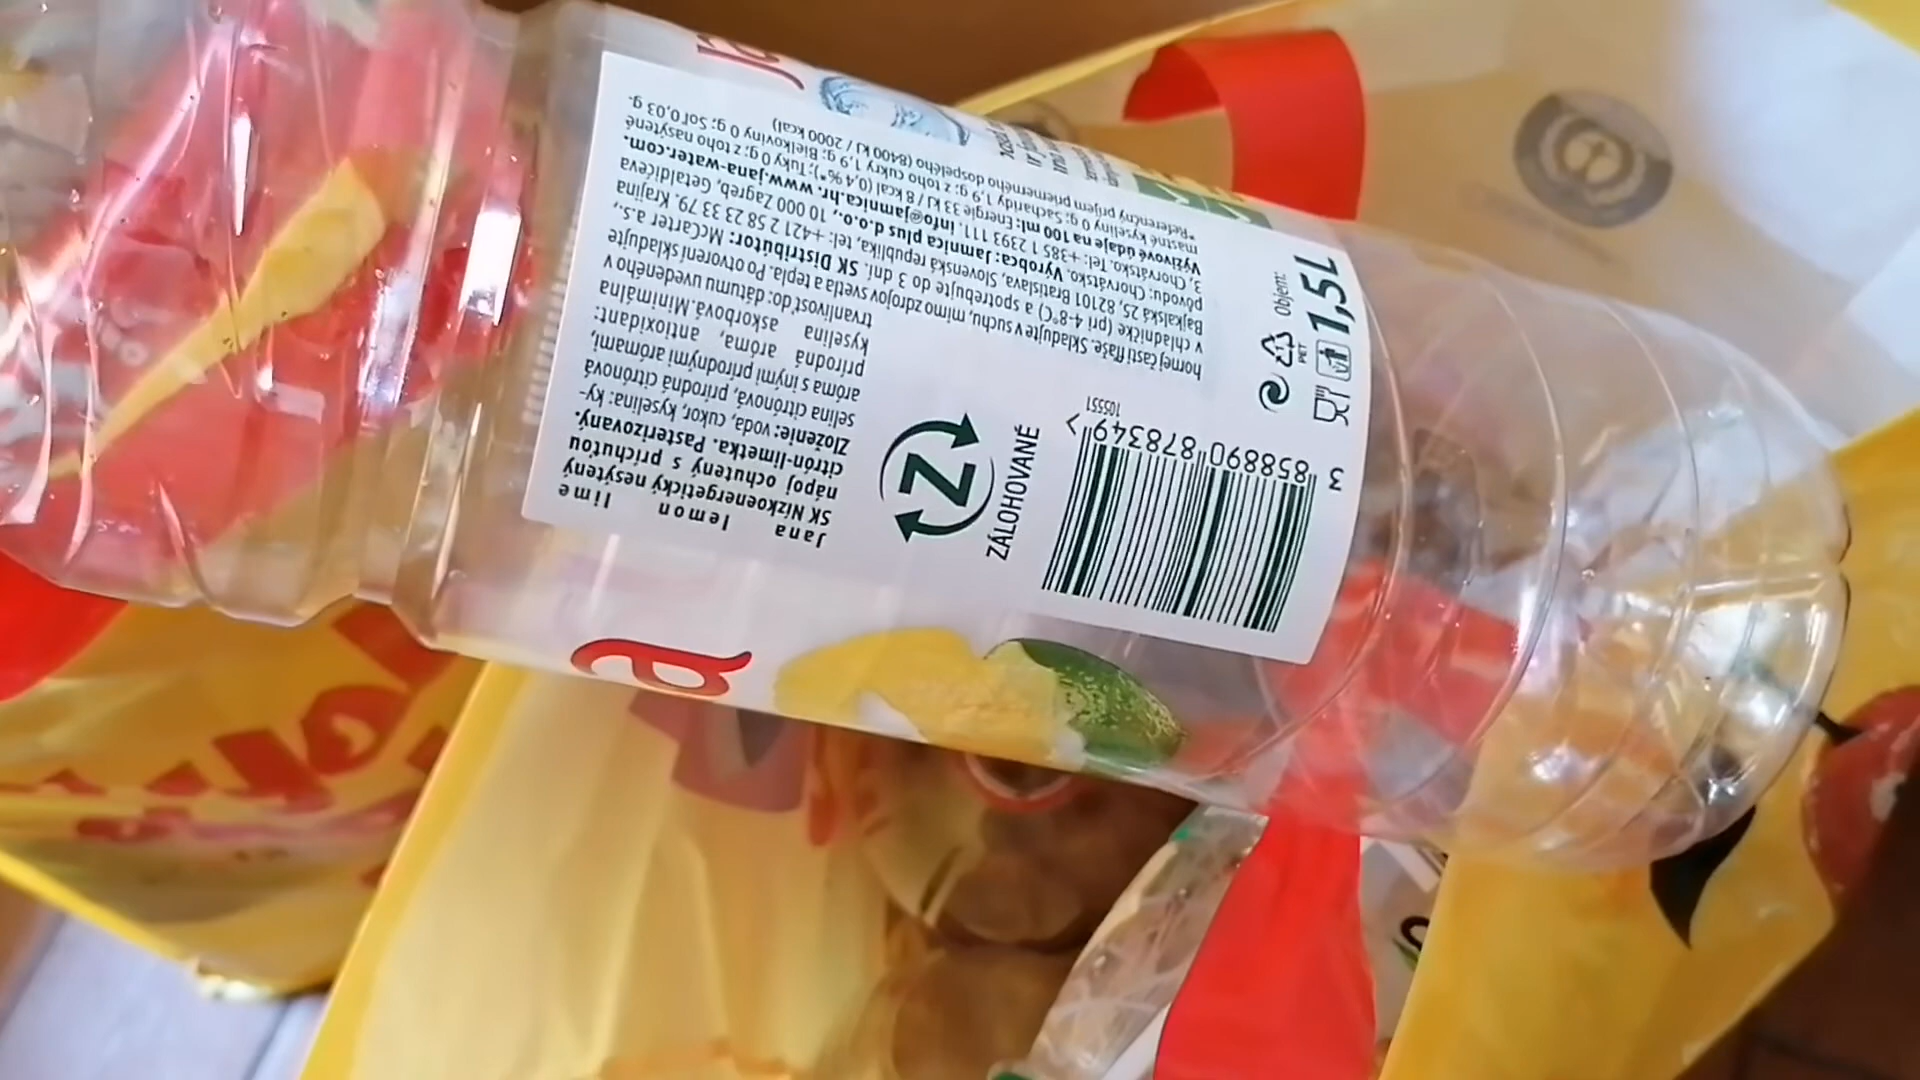 jana lemon lime
SK Nízkoenergetický nesýtený
nápoj ochutený s príchuťou
citrón-limetka. Pasterizovaný.
Zloženie: voda, cukor, kyselina: ky-
selina citrónová, prírodná citrónová
aróma s inými prírodnými arómami,
prírodná aróma, antioxidant:
kyselina askorbová. Minimálna
trvanlivosť do: dátumu uvedeného v
hornej časti fľaše. Skladujte v suchu, mimo zdrojov svetla a tepla. Po otvorení skladujte
v chladničke (pri 4-8°C) a spotrebujte do 3 dní. SK Distribútor: McCarter a.s.,
Bajkalská 25, 82101 Bratislava, Slovenská republika, tel: +421 2 58 23 33 79. Krajina
pôvodu: Chorvátsko. Výrobca: Jamnica plus d.o.o., 10 000 Zagreb, Getaldićeva
3, Chorvátsko. Tel: +385 1 2393 111. info@jamnica.hr. www.jana-water.com.
Výživové údaje na 100 ml: Energie 33 kJ / 8 kcal (0,4 %*); Tuky 0 g; z toho nasýtené
mastné kyseliny 0 g; Sacharidy 1,9 g; z toho cukry 1,9 g; Bielkoviny 0 g; Soľ 0,03 g.
*Referenčný príjem priemerného dospelého (8400 kJ / 2000 kcal)
ZÁLOHOVANÉ
3 858890 878349 >
105551
PET
Objem:
1,5L
a